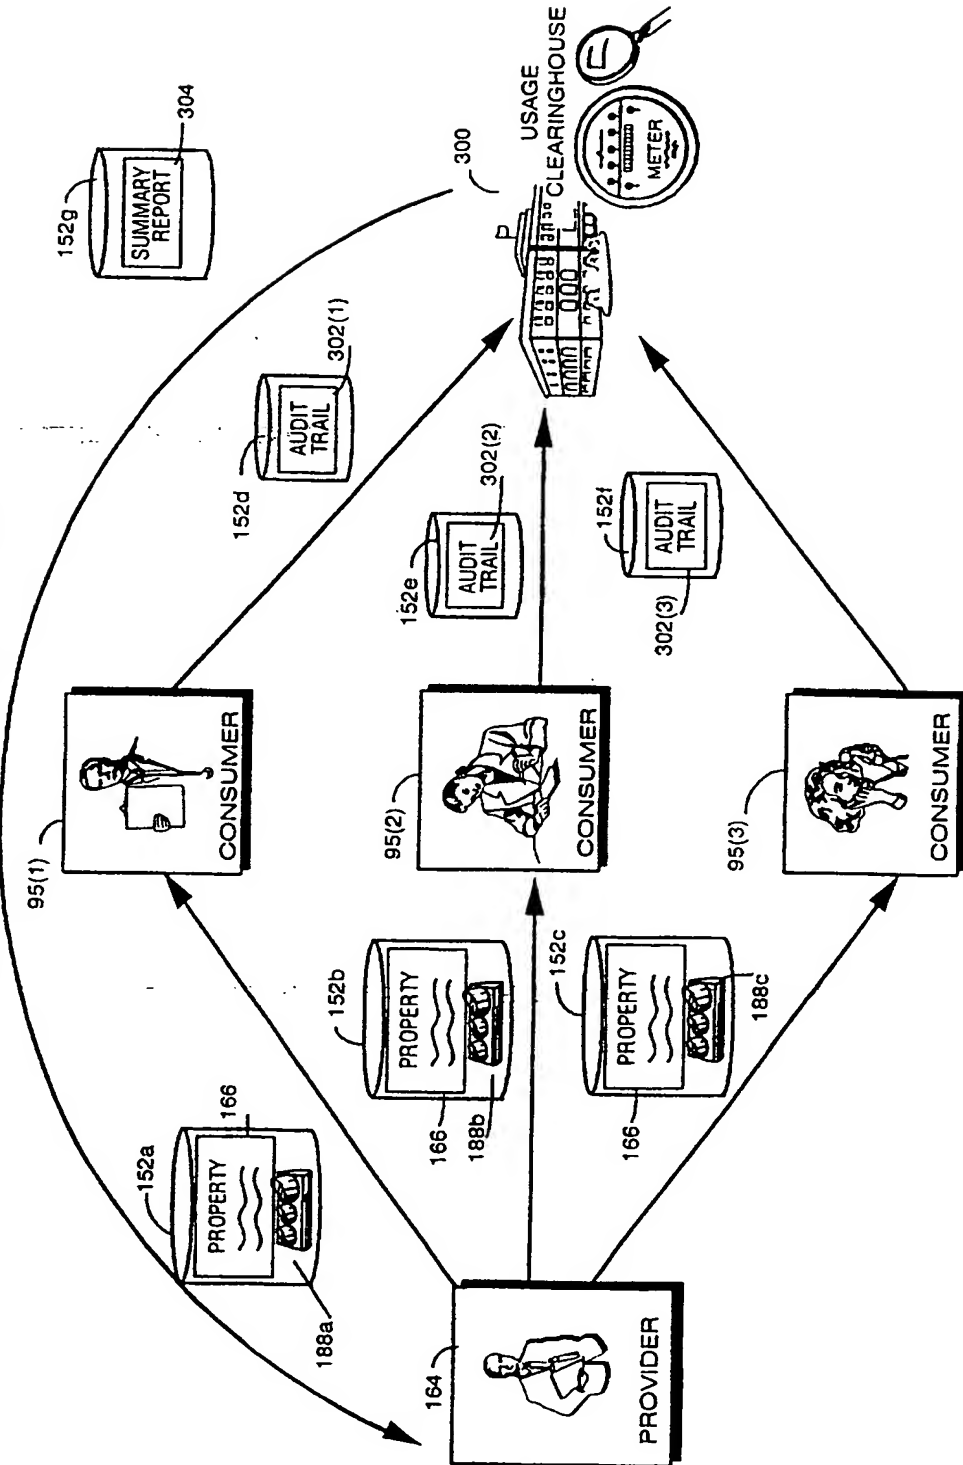 152g
SUMMARY
REPORT
304
300
USAGE
CLEARINGHOUSE
METER
152d
AUDIT
TRAIL
302(1)
152e
AUDIT
TRAIL
302(2)
152f
AUDIT
TRAIL
302(3)
95(1)
CONSUMER
95(2)
CONSUMER
95(3)
CONSUMER
152a
PROPERTY
166
188a
152b
PROPERTY
166
188b
152c
PROPERTY
166
188c
164
PROVIDER